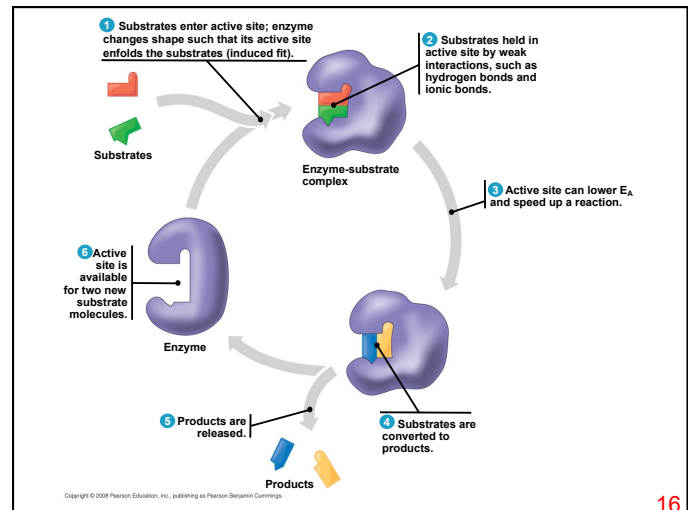 1 Substrates enter active site; enzyme
changes shape such that its active site
enfolds the substrates (induced fit).
2 Substrates held in
active site by weak
interactions, such as
hydrogen bonds and
ionic bonds.
Substrates
Enzyme-substrate
complex
3 Active site can lower EA
and speed up a reaction.
6 Active
site is
available
for two new
substrate
molecules.
Enzyme
5 Products are
released.
4 Substrates are
converted to
products.
Products
Copyright © 2008 Pearson Education, Inc., publishing as Pearson Benjamin Cummings.
16